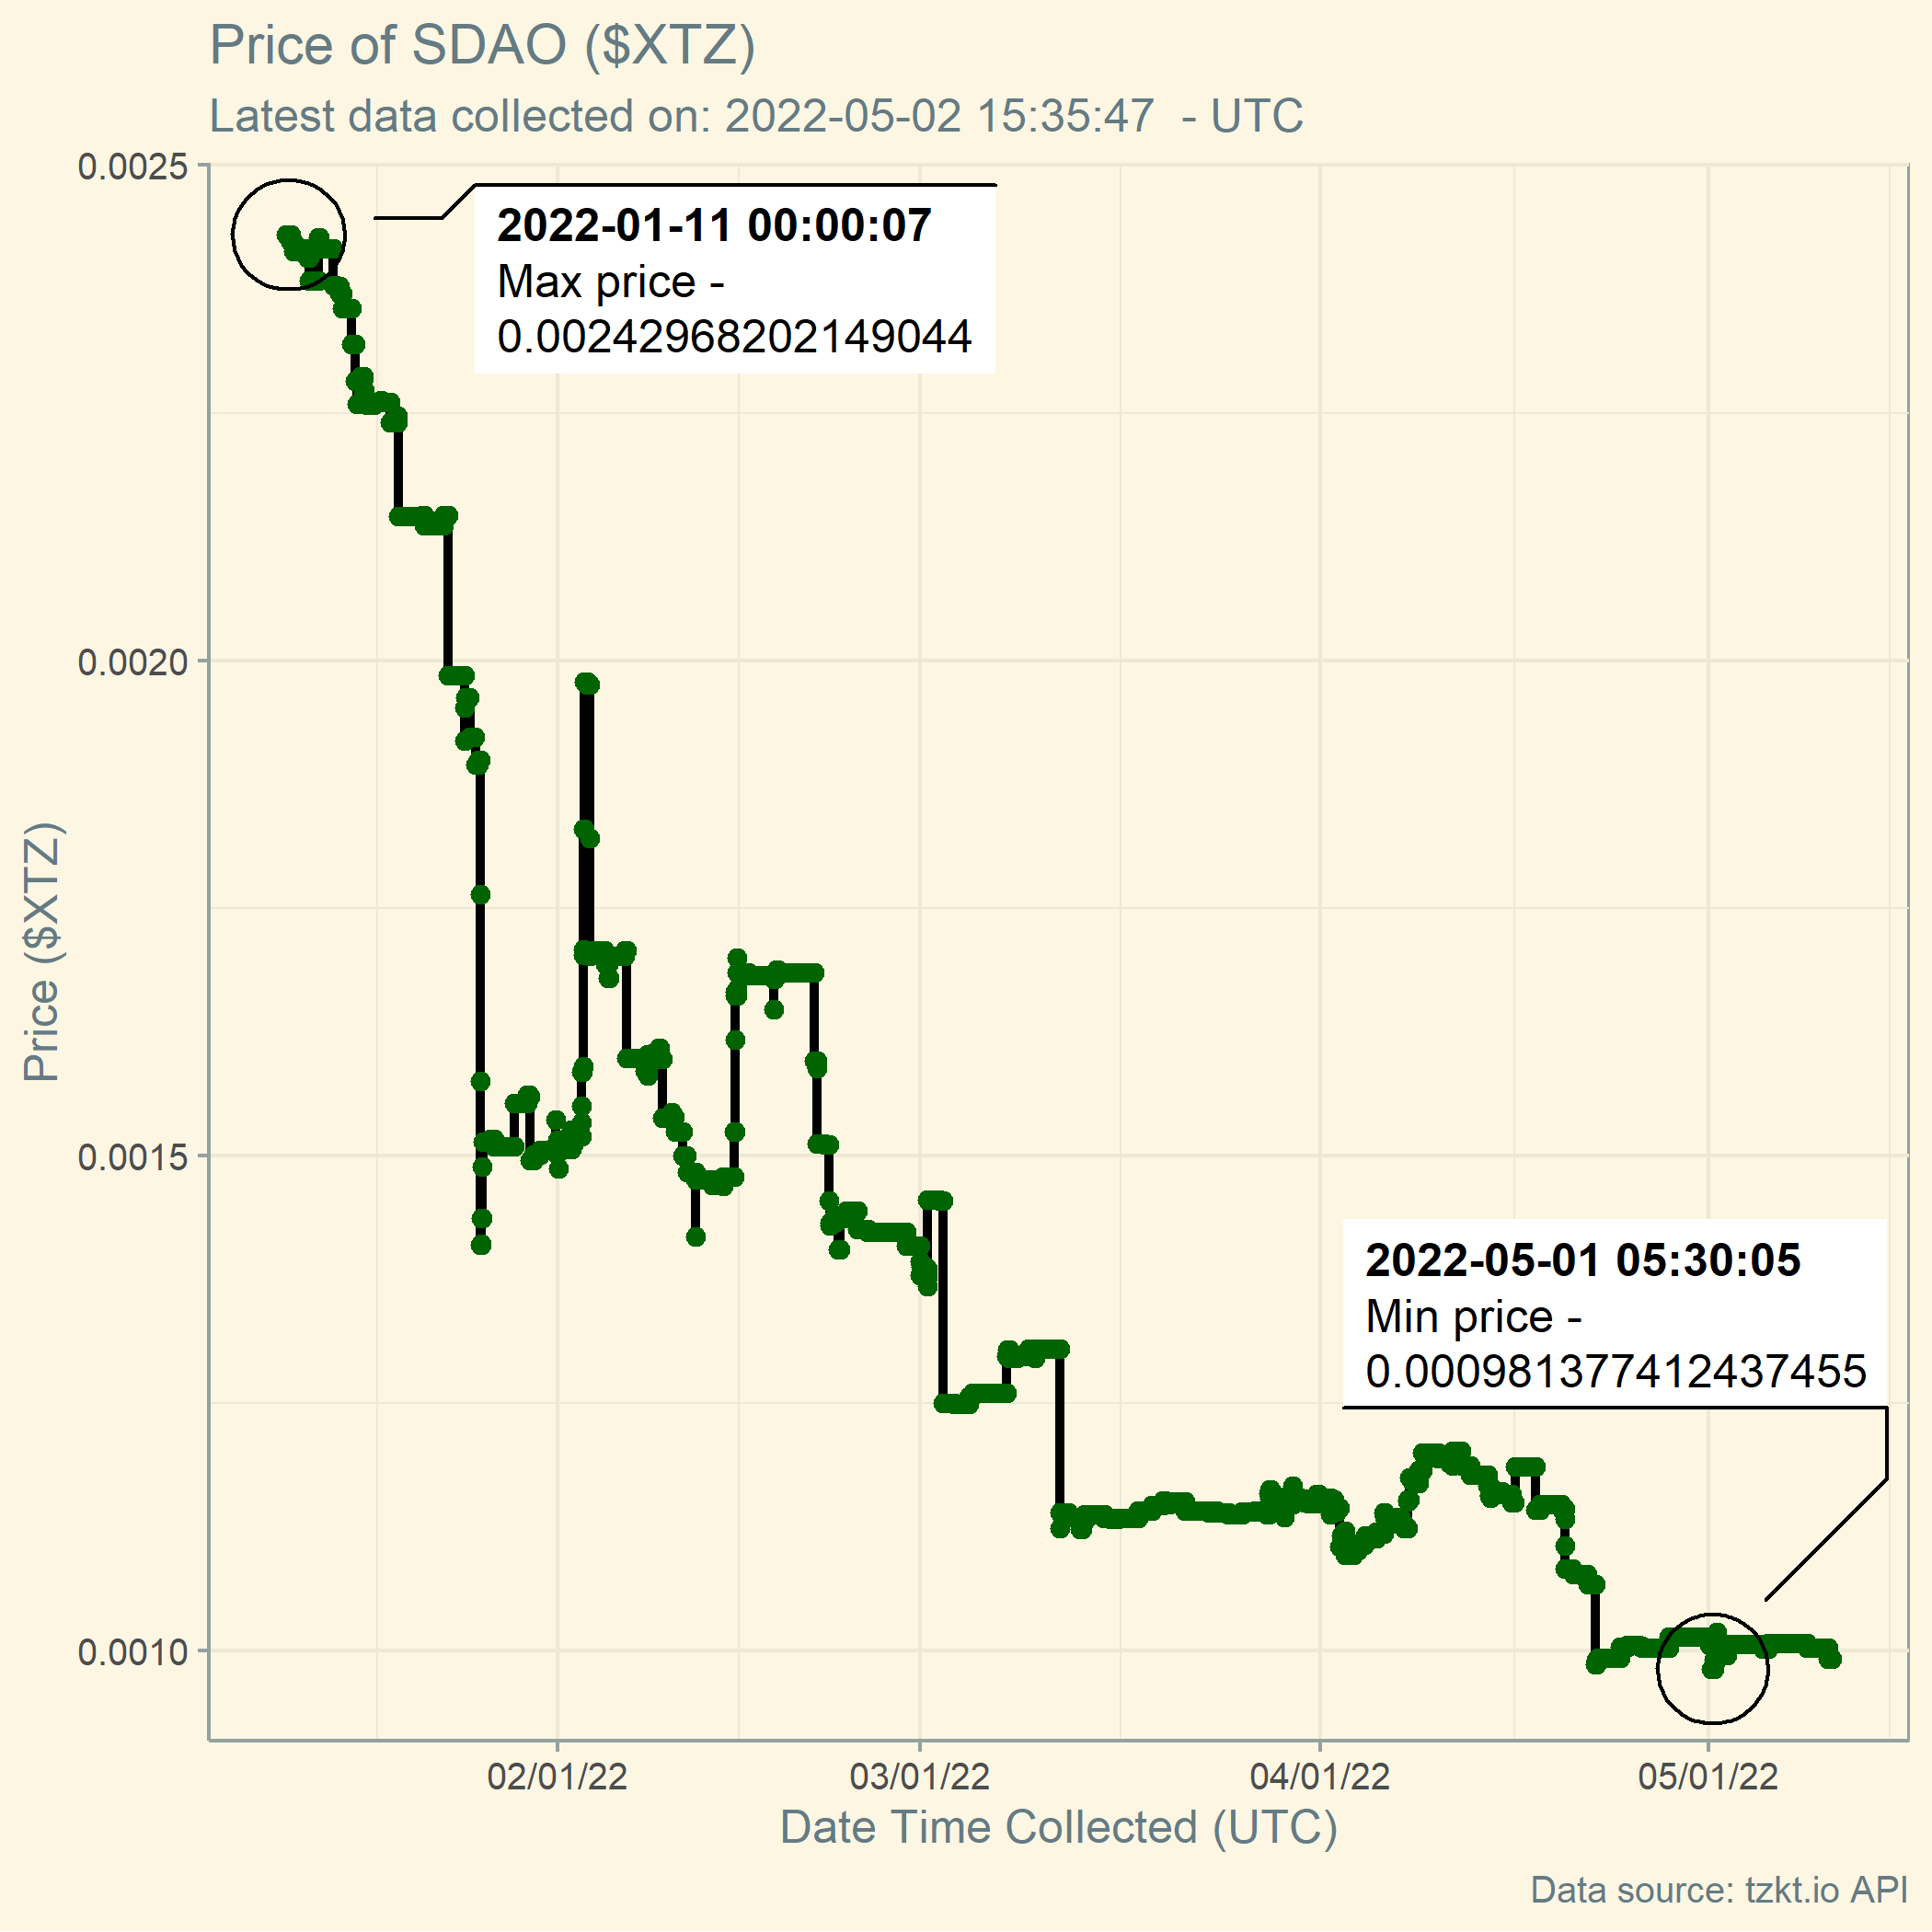 Price of SDAO ($XTZ)
Latest data collected on: 2022-05-02 15:35:47  - UTC
0.0025
2022-01-11 00:00:07
Max price -
0.00242968202149044
0.0020
Price ($XTZ)
0.0015
2022-05-01 05:30:05
Min price -
0.000981377412437455
0.0010
02/01/22
03/01/22
04/01/22
05/01/22
Date Time Collected (UTC)
Data source: tzkt.io API